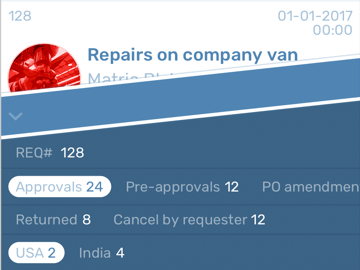 128 01-01-2017
00:00
Repairs on company van
REQ# 128
Approvals 24 Pre-approvals 12 PO amendmen
Returned 8 Cancel by requester 12
USA 2 India 4